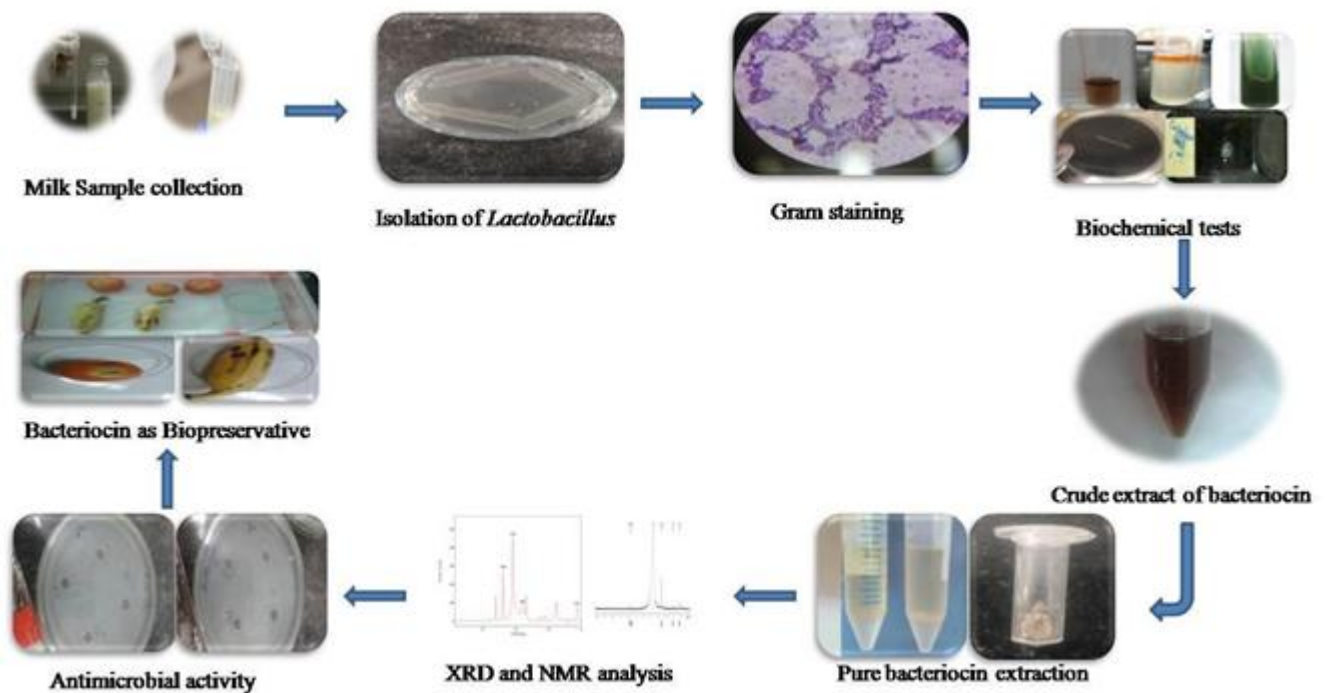 Milk Sample collection
Isolation of Lactobacillus
Gram staining
Biochemical tests
Crude extract of bacteriocin
Pure bacteriocin extraction
XRD and NMR analysis
Antimicrobial activity
Bacteriocin as Biopreservative